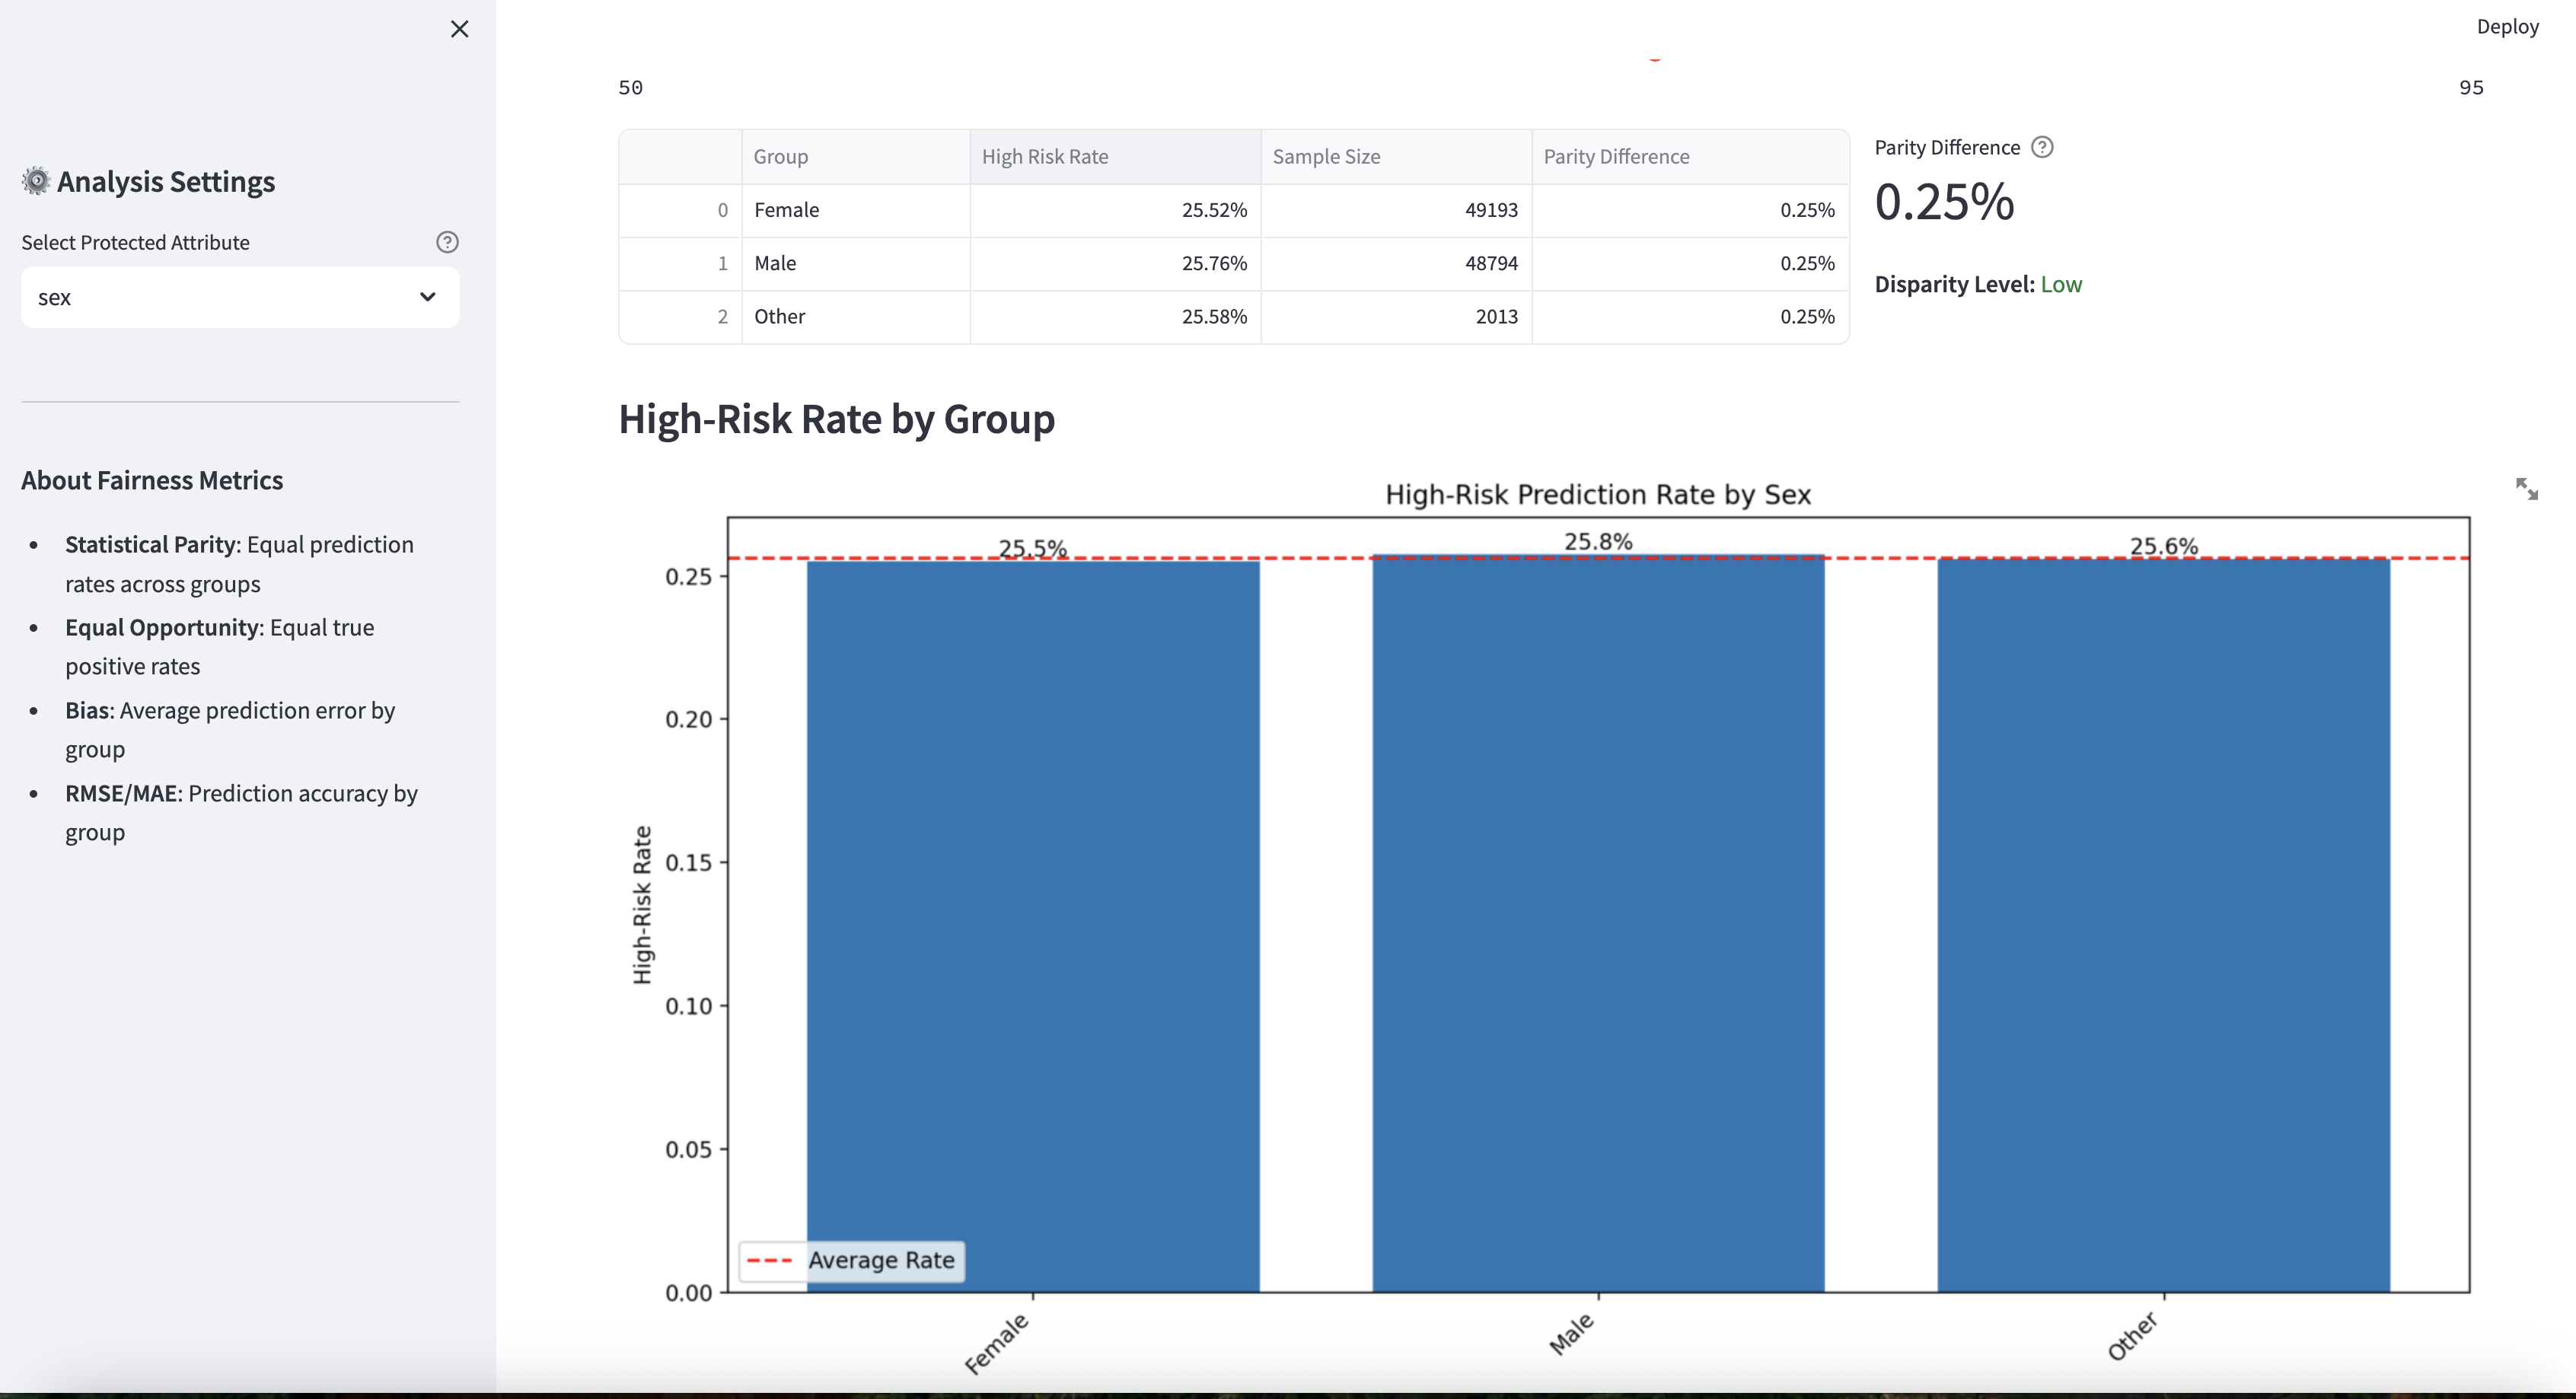 Deploy
⚙️ Analysis Settings
Select Protected Attribute
sex
About Fairness Metrics
• Statistical Parity: Equal prediction
rates across groups
• Equal Opportunity: Equal true
positive rates
• Bias: Average prediction error by
group
• RMSE/MAE: Prediction accuracy by
group
50 95
Group High Risk Rate Sample Size Parity Difference
0 Female 25.52% 49193 0.25%
1 Male 25.76% 48794 0.25%
2 Other 25.58% 2013 0.25%
Parity Difference
0.25%
Disparity Level: Low
High-Risk Rate by Group
High-Risk Prediction Rate by Sex
25.5% 25.8% 25.6%
High-Risk Rate
0.25
0.20
0.15
0.10
0.05
0.00
Average Rate
Female Male Other